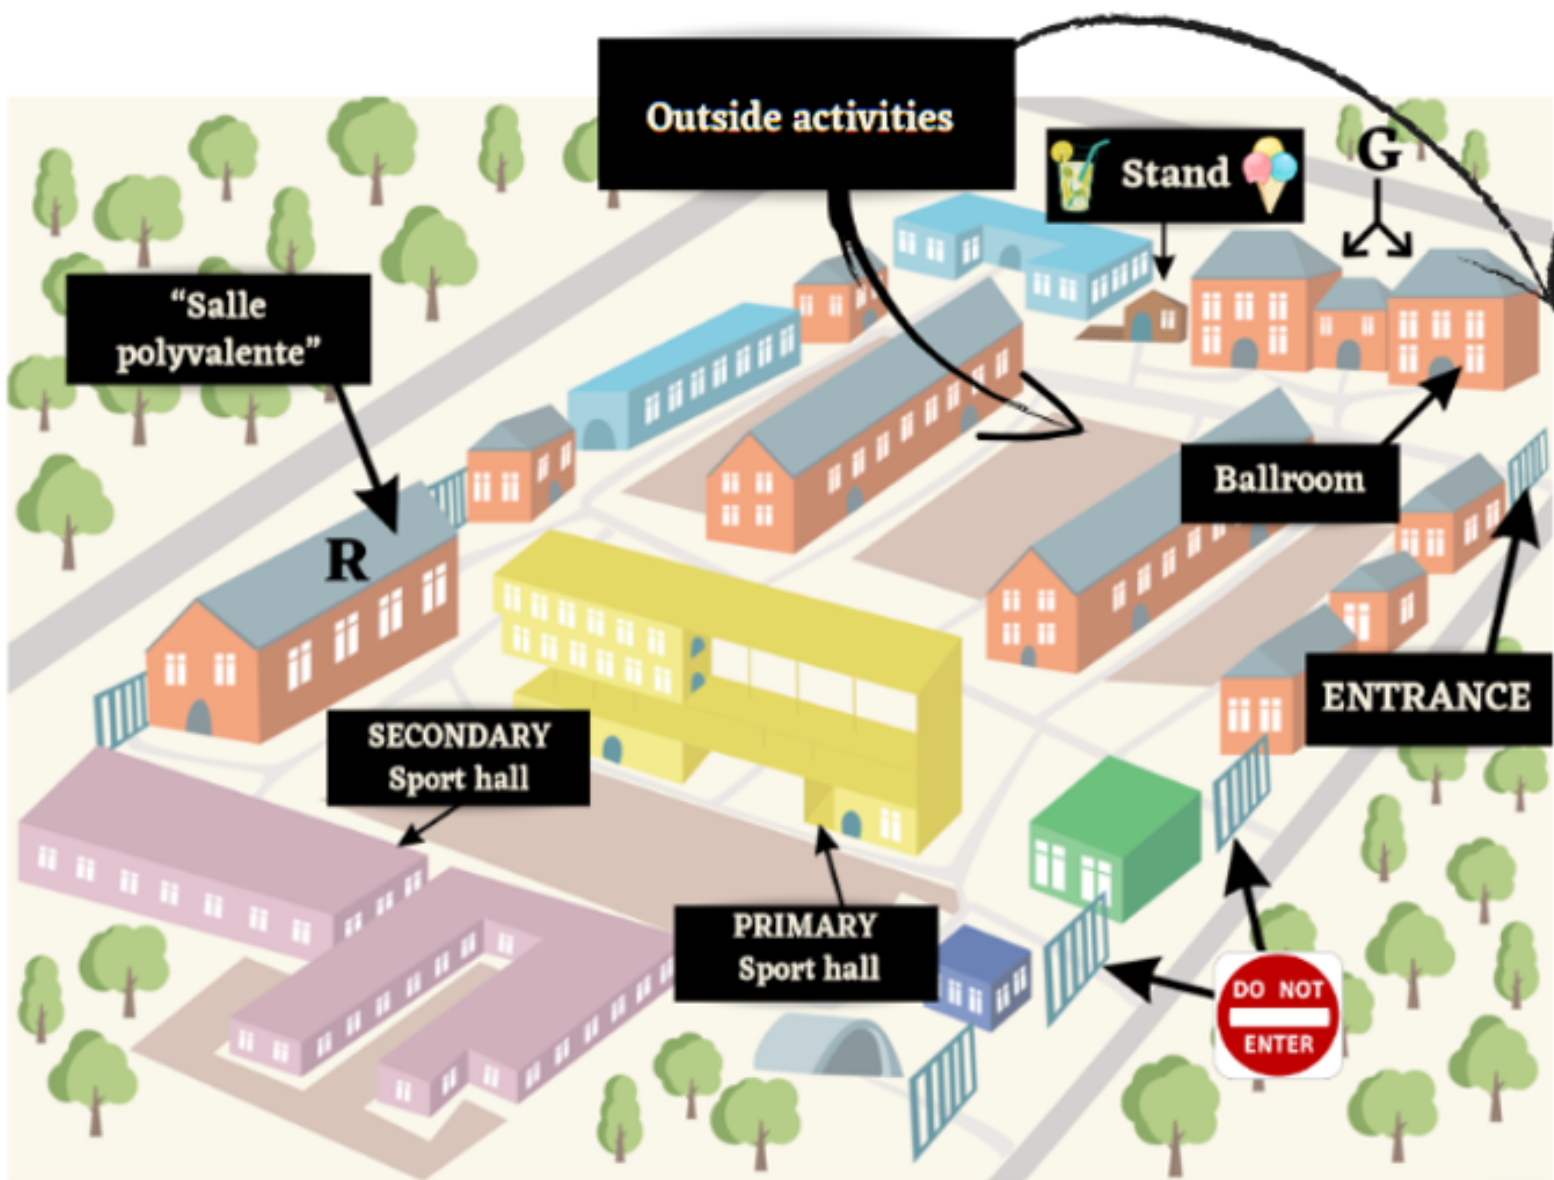 Outside activities
Stand
G
“Salle
polyvalente”
Ballroom
R
ENTRANCE
SECONDARY
Sport hall
PRIMARY
Sport hall
DO NOT
ENTER